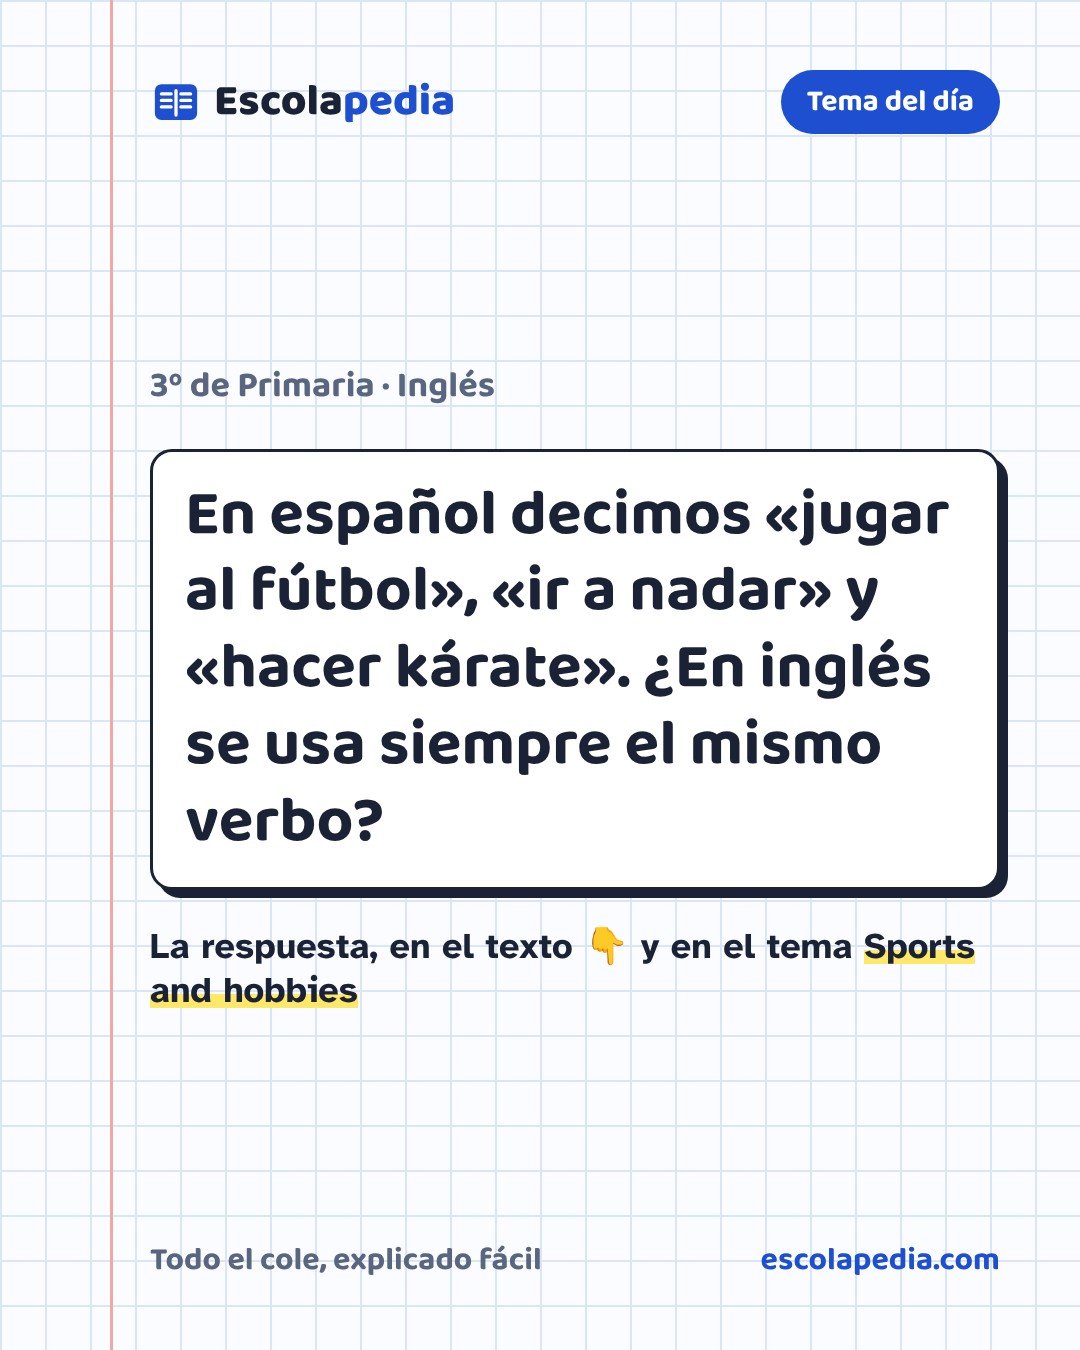 Escolapedia
Tema del día
3º de Primaria · Inglés
En español decimos «jugar
al fútbol», «ir a nadar» y
«hacer kárate». ¿En inglés
se usa siempre el mismo
verbo?
La respuesta, en el texto 👇 y en el tema Sports
and hobbies
Todo el cole, explicado fácil
escolapedia.com